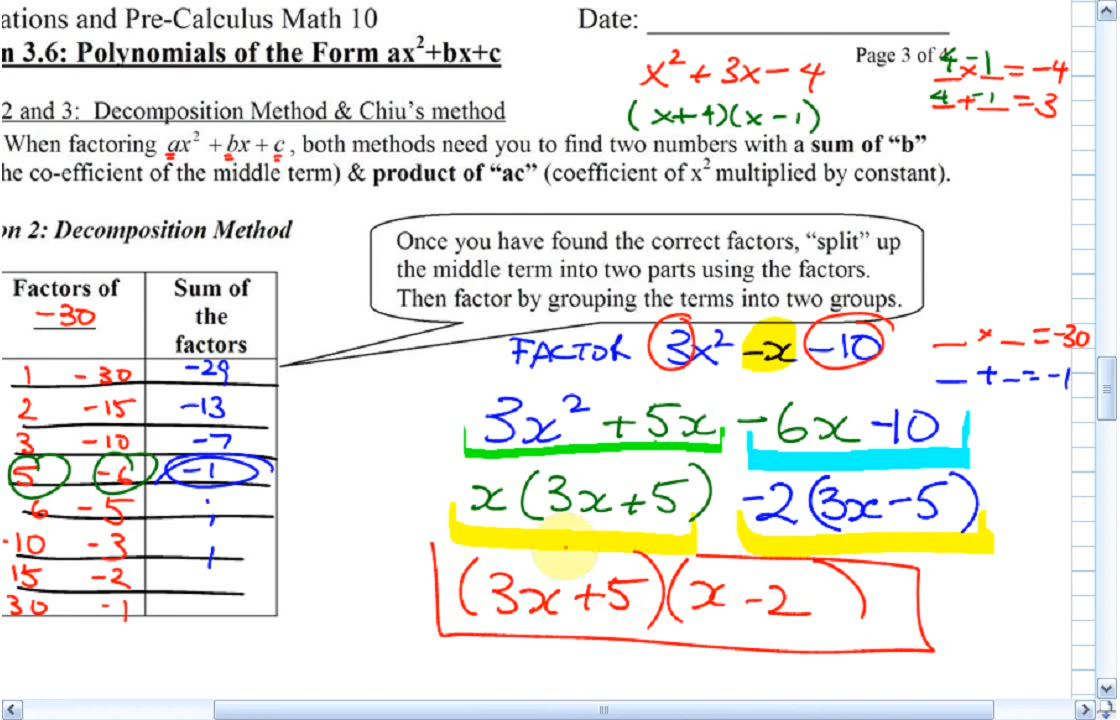 ations and Pre-Calculus Math 10 Date: ____________
n 3.6: Polynomials of the Form ax²+bx+c Page 3 of 4
x² + 3x – 4
4 x -1 = -4
(x+4)(x – 1)
4 + -1 = 3
2 and 3: Decomposition Method & Chiu's method
When factoring ax² + bx + c, both methods need you to find two numbers with a sum of "b"
he co-efficient of the middle term) & product of "ac" (coefficient of x² multiplied by constant).
on 2: Decomposition Method
Once you have found the correct factors, "split" up
the middle term into two parts using the factors.
Then factor by grouping the terms into two groups.
Factors of -30 | Sum of the factors
1 -30 | -29
2 -15 | -13
3 -10 | -7
5 -6 | -1
6 -5
-10 -3
15 -2
30 -1
FACTOR 3x² -x -10
_ x _ = -30
_ + _ = -1
3x² +5x -6x -10
x(3x+5) -2(3x-5)
(3x+5)(x-2)